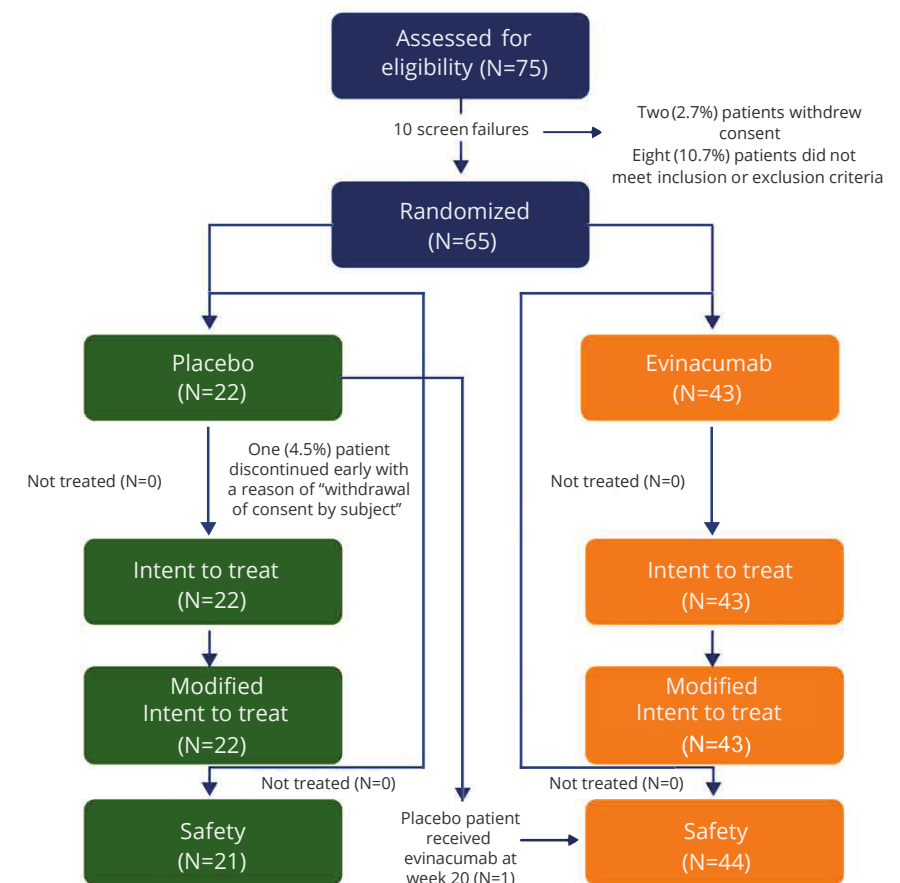 Assessed for
eligibility (N=75)
10 screen failures
Two (2.7%) patients withdrew
consent
Eight (10.7%) patients did not
meet inclusion or exclusion criteria
Randomized
(N=65)
Placebo
(N=22)
Evinacumab
(N=43)
Not treated (N=0)
One (4.5%) patient
discontinued early with
a reason of “withdrawal
of consent by subject”
Not treated (N=0)
Intent to treat
(N=22)
Intent to treat
(N=43)
Modified
Intent to treat
(N=22)
Modified
Intent to treat
(N=43)
Not treated (N=0)
Not treated (N=0)
Safety
(N=21)
Placebo patient
received
evinacumab at
week 20 (N=1)
Safety
(N=44)